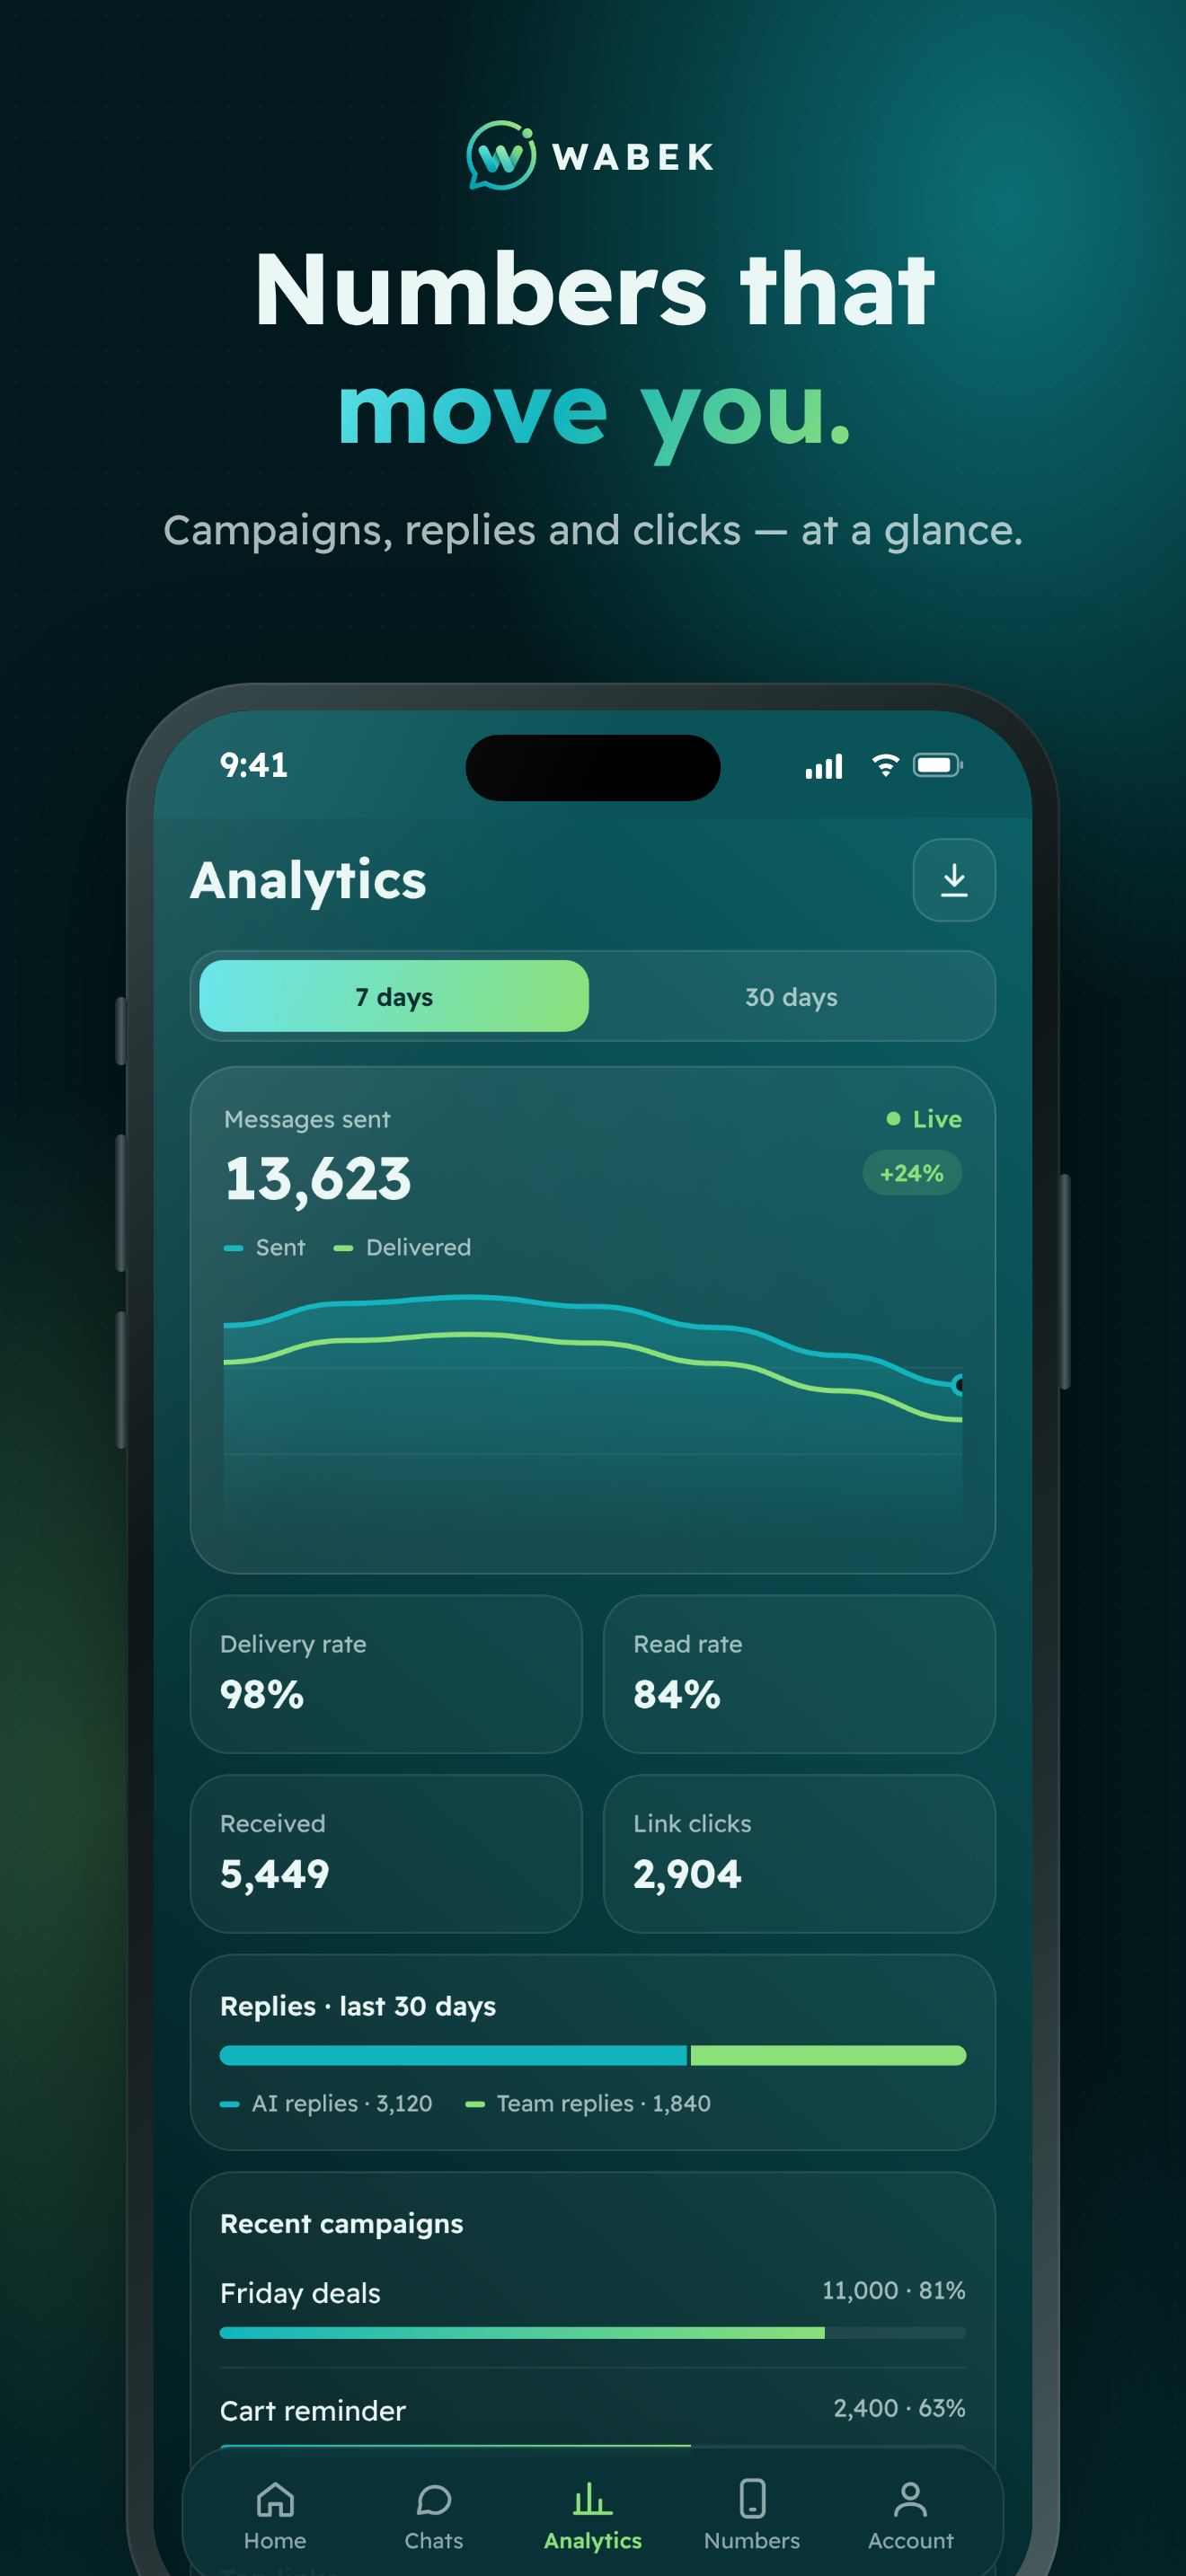 WABEK
Numbers that
move you.
Campaigns, replies and clicks — at a glance.
9:41
Analytics
7 days
30 days
Messages sent
Live
13,623
+24%
Sent
Delivered
Delivery rate
Read rate
98%
84%
Received
Link clicks
5,449
2,904
Replies · last 30 days
AI replies · 3,120
Team replies · 1,840
Recent campaigns
Friday deals
11,000 · 81%
Cart reminder
2,400 · 63%
Home
Chats
Analytics
Numbers
Account